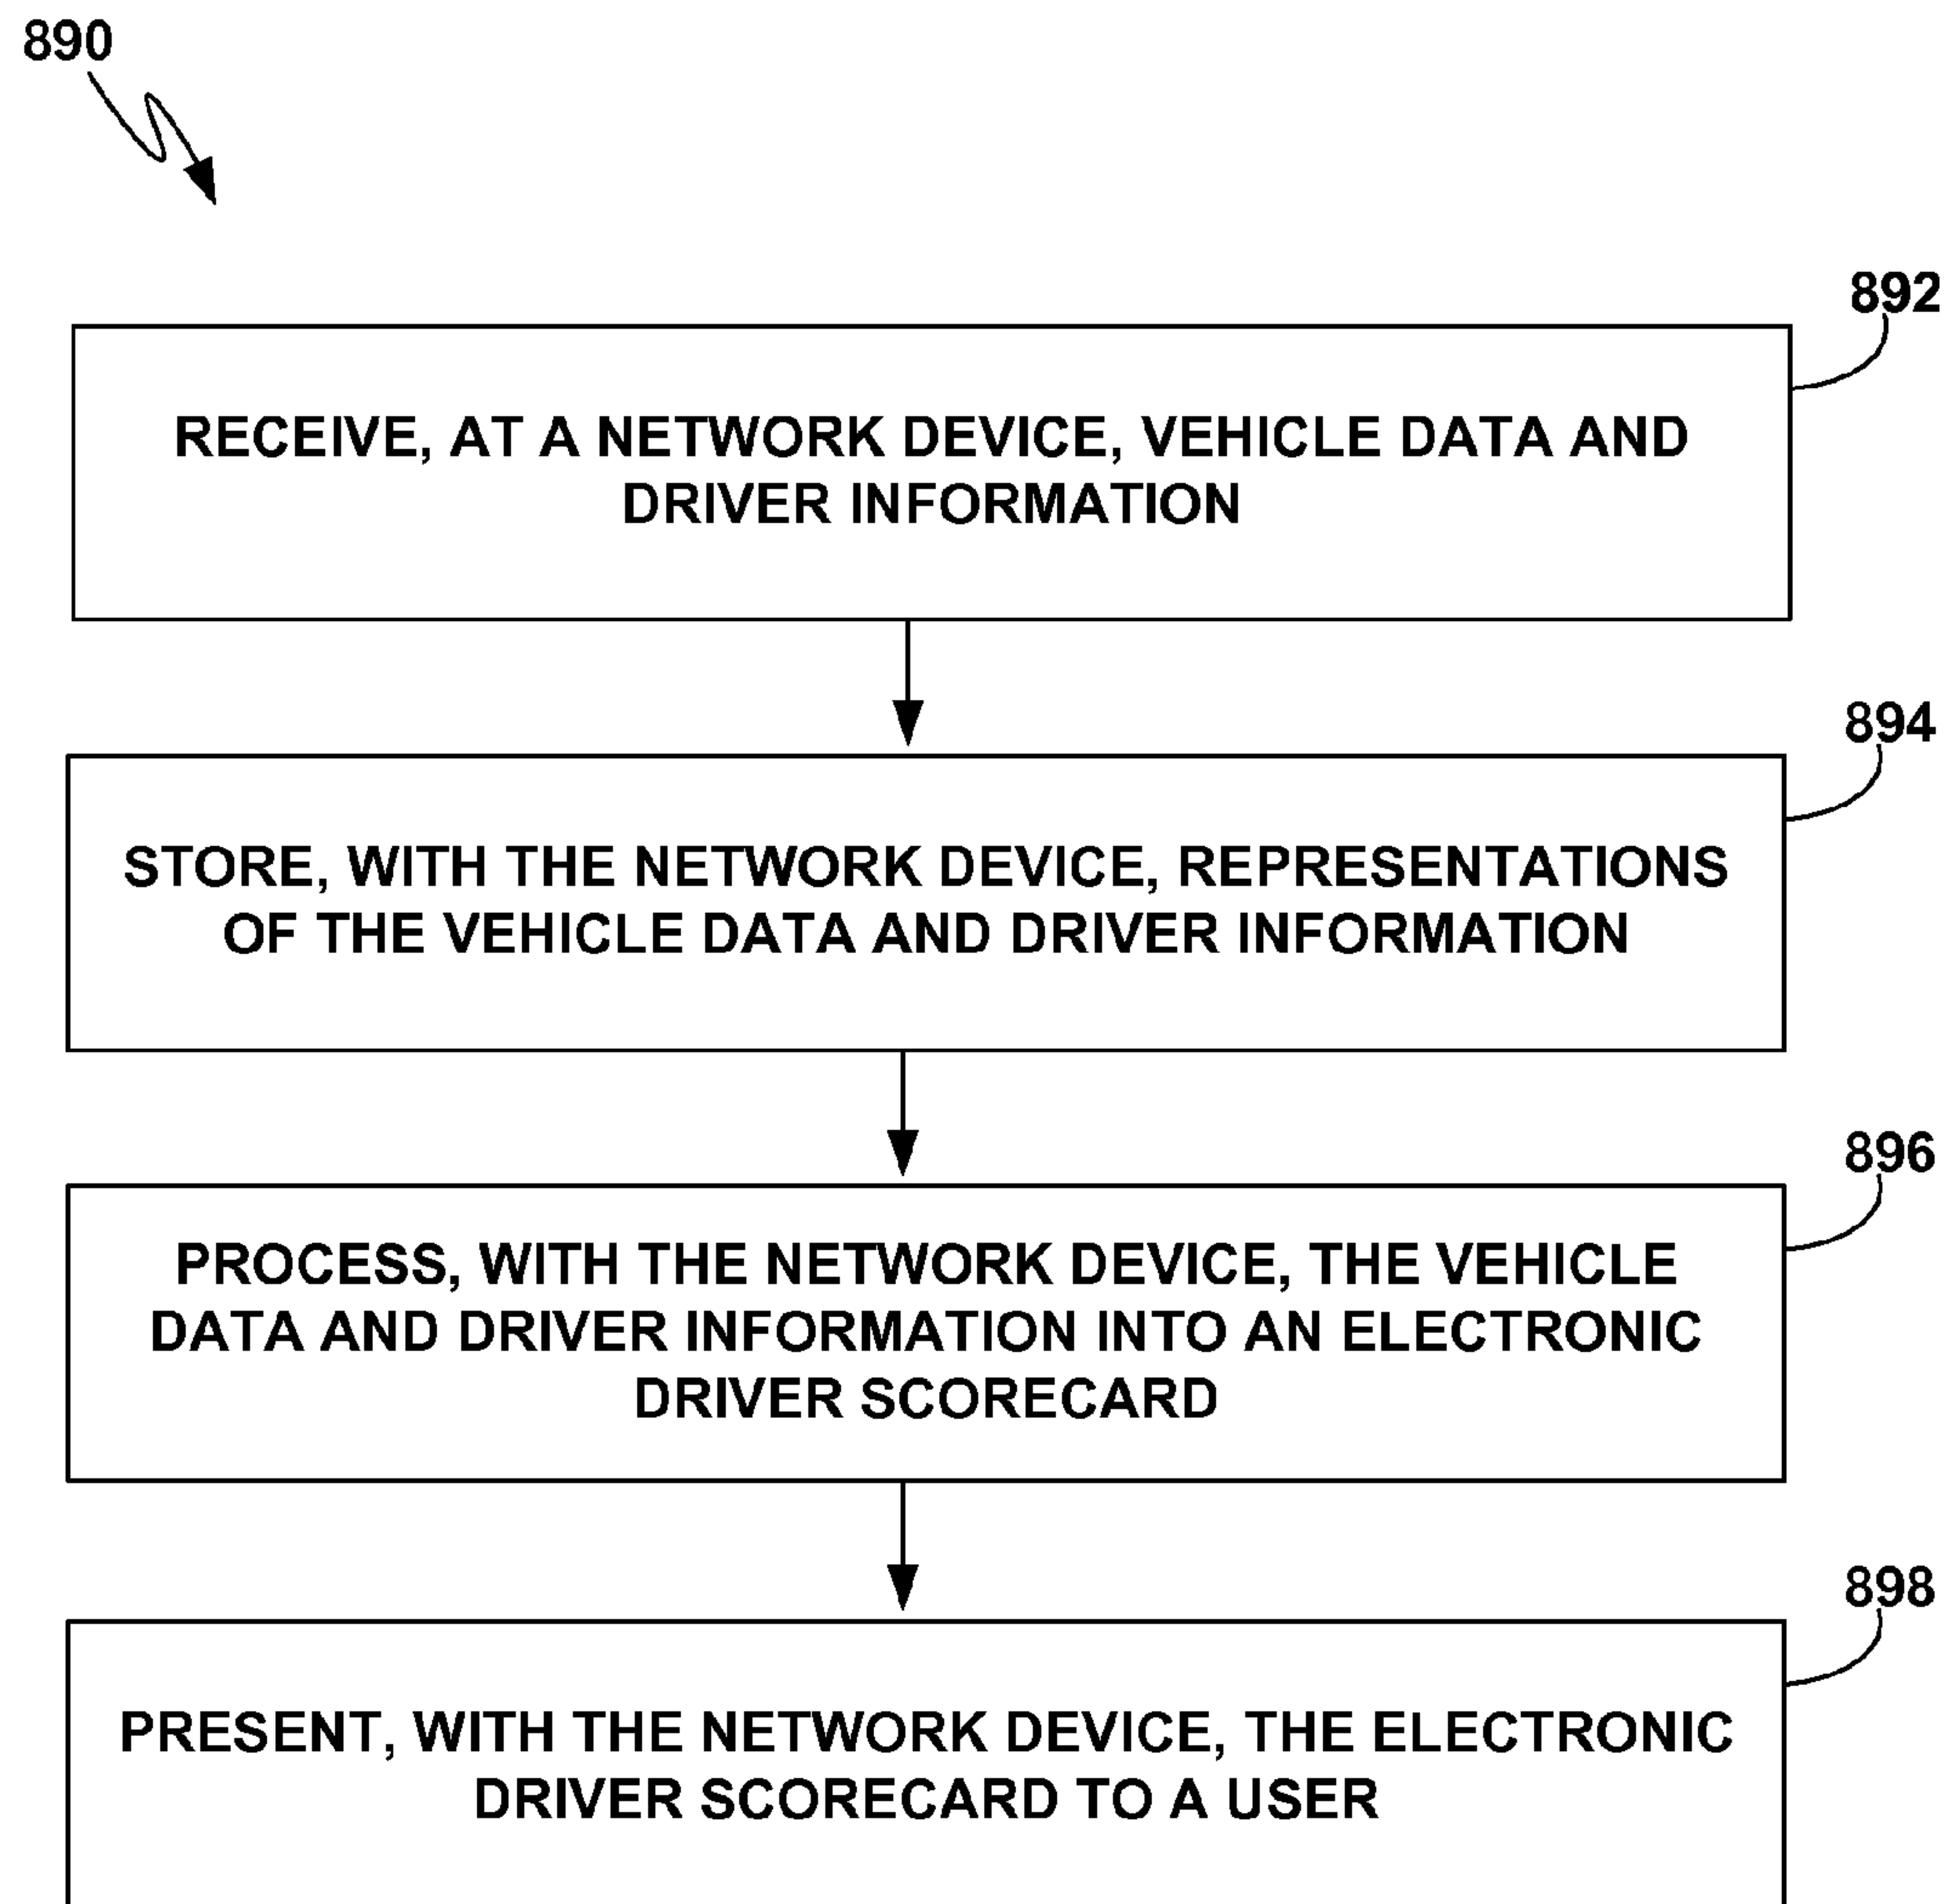 890
892
RECEIVE, AT A NETWORK DEVICE, VEHICLE DATA AND
DRIVER INFORMATION
894
STORE, WITH THE NETWORK DEVICE, REPRESENTATIONS
OF THE VEHICLE DATA AND DRIVER INFORMATION
896
PROCESS, WITH THE NETWORK DEVICE, THE VEHICLE
DATA AND DRIVER INFORMATION INTO AN ELECTRONIC
DRIVER SCORECARD
898
PRESENT, WITH THE NETWORK DEVICE, THE ELECTRONIC
DRIVER SCORECARD TO A USER